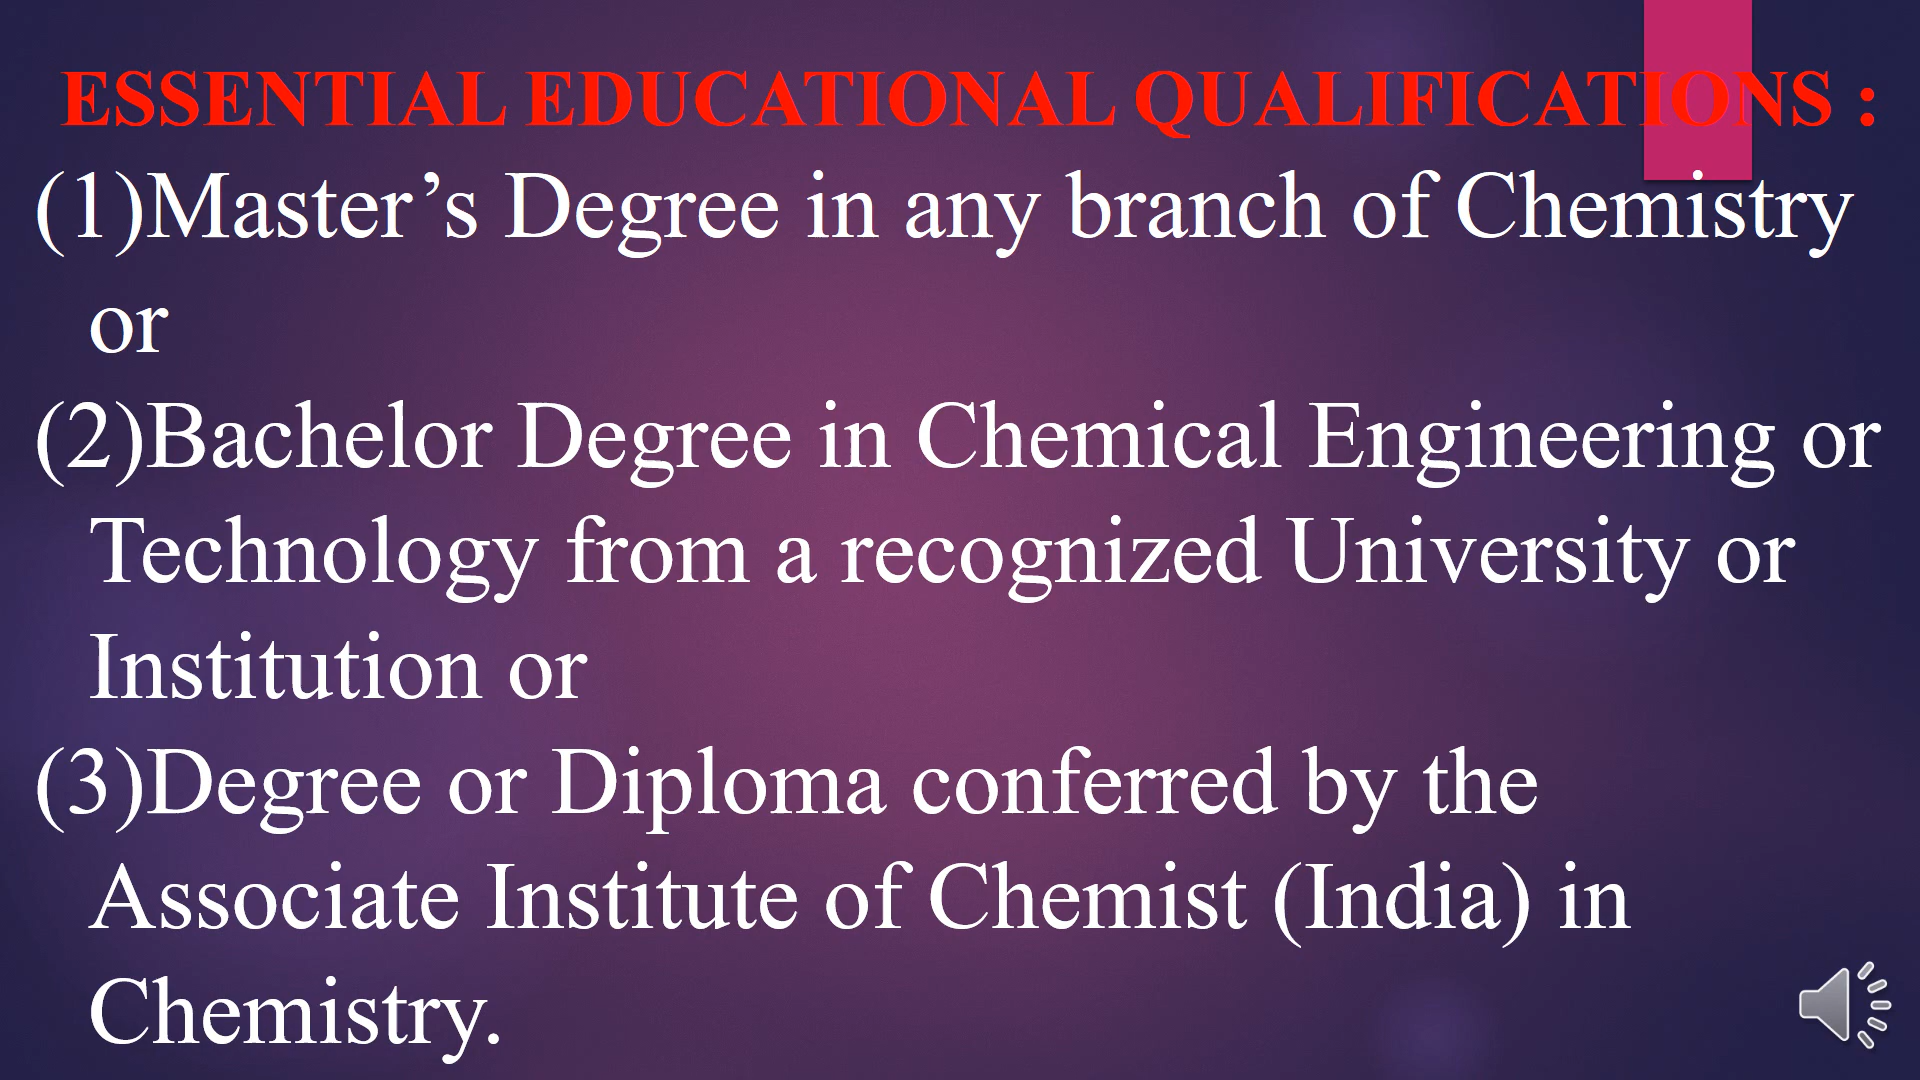 ESSENTIAL EDUCATIONAL QUALIFICATIONS :
(1)Master’s Degree in any branch of Chemistry
or
(2)Bachelor Degree in Chemical Engineering or
Technology from a recognized University or
Institution or
(3)Degree or Diploma conferred by the
Associate Institute of Chemist (India) in
Chemistry.